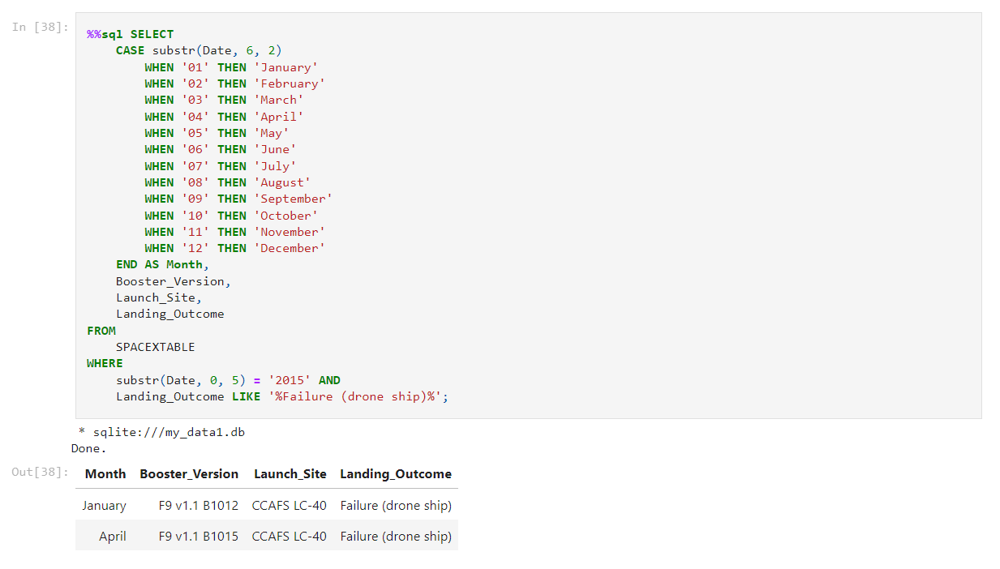 In [38]:
%%sql SELECT
    CASE substr(Date, 6, 2)
        WHEN '01' THEN 'January'
        WHEN '02' THEN 'February'
        WHEN '03' THEN 'March'
        WHEN '04' THEN 'April'
        WHEN '05' THEN 'May'
        WHEN '06' THEN 'June'
        WHEN '07' THEN 'July'
        WHEN '08' THEN 'August'
        WHEN '09' THEN 'September'
        WHEN '10' THEN 'October'
        WHEN '11' THEN 'November'
        WHEN '12' THEN 'December'
    END AS Month,
    Booster_Version,
    Launch_Site,
    Landing_Outcome
FROM
    SPACEXTABLE
WHERE
    substr(Date, 0, 5) = '2015' AND
    Landing_Outcome LIKE '%Failure (drone ship)%';
* sqlite:///my_data1.db
Done.
Out[38]:
Month Booster_Version Launch_Site Landing_Outcome
January F9 v1.1 B1012 CCAFS LC-40 Failure (drone ship)
April F9 v1.1 B1015 CCAFS LC-40 Failure (drone ship)